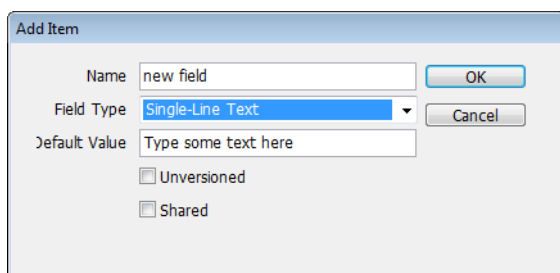 Add Item
Name new field OK
Field Type Single-Line Text Cancel
Default Value Type some text here
Unversioned
Shared